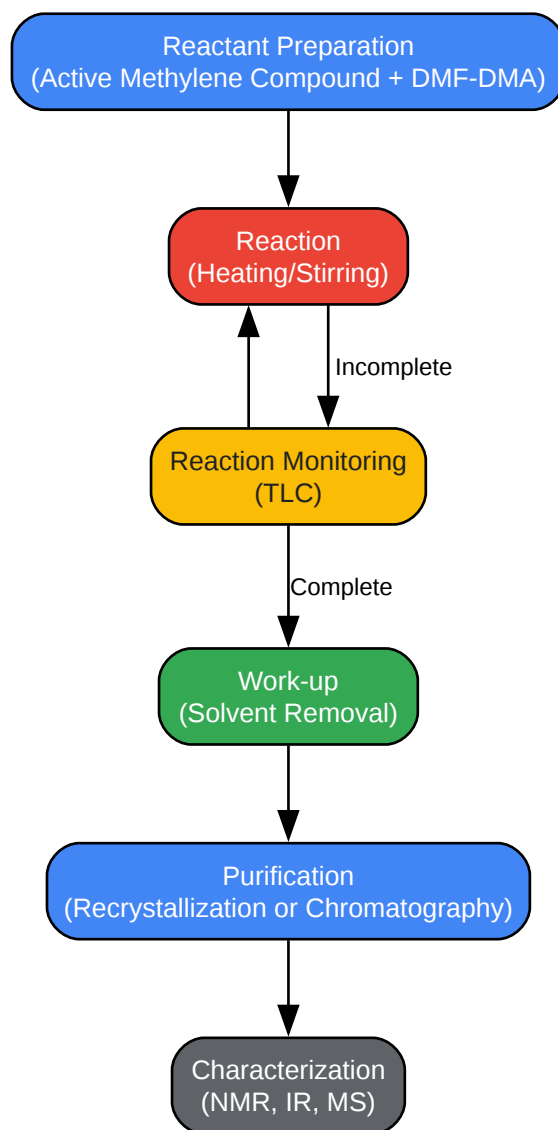 Reactant Preparation
(Active Methylene Compound + DMF-DMA)
Reaction
(Heating/Stirring)
Incomplete
Reaction Monitoring
(TLC)
Complete
Work-up
(Solvent Removal)
Purification
(Recrystallization or Chromatography)
Characterization
(NMR, IR, MS)